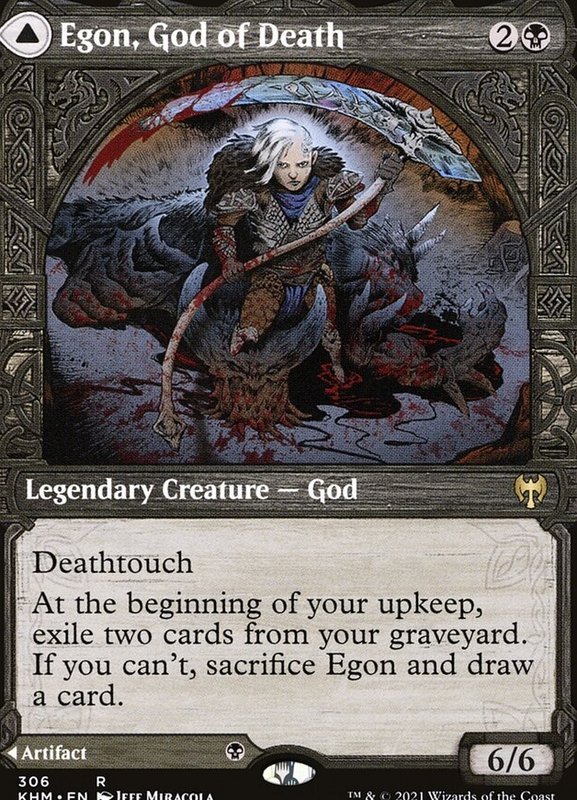 Egon, God of Death 2
Legendary Creature — God
Deathtouch
At the beginning of your upkeep,
exile two cards from your graveyard.
If you can't, sacrifice Egon and draw
a card.
Artifact
6/6
306 R
KHM • EN Jeff Miracola ™ & © 2021 Wizards of the Coast